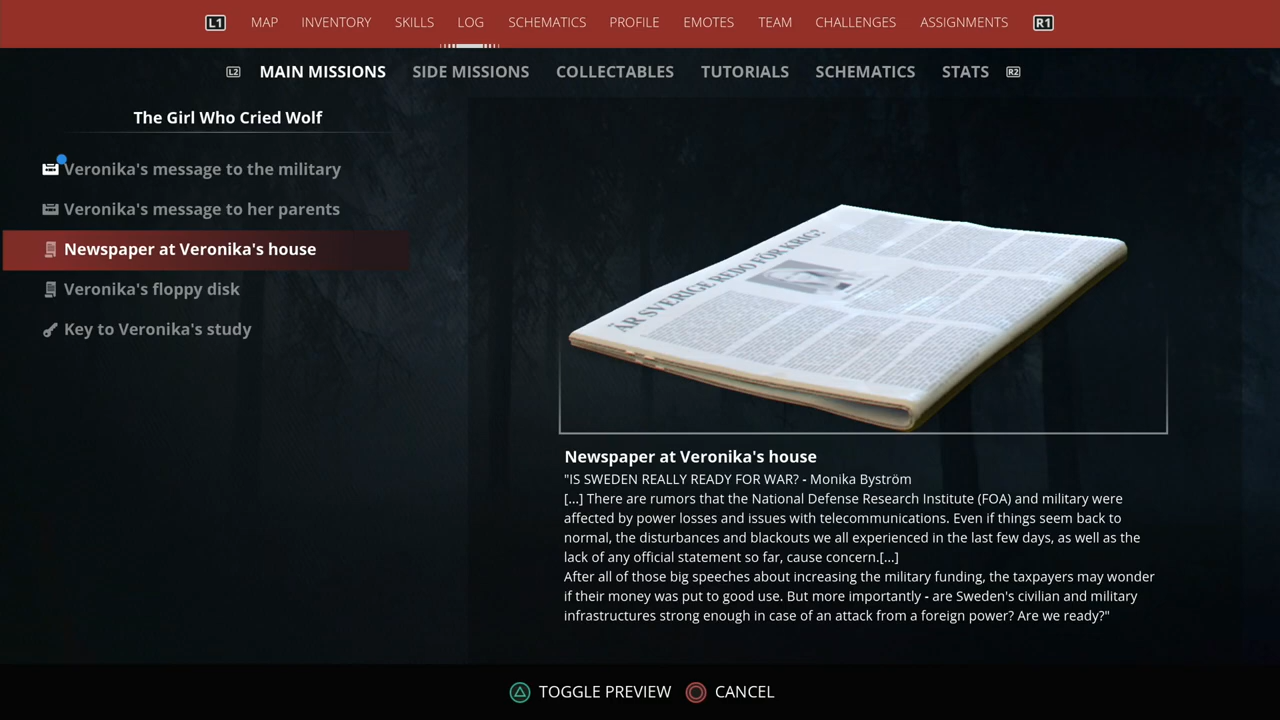 L1 MAP INVENTORY SKILLS LOG SCHEMATICS PROFILE EMOTES TEAM CHALLENGES ASSIGNMENTS R1
L2 MAIN MISSIONS SIDE MISSIONS COLLECTABLES TUTORIALS SCHEMATICS STATS R2
The Girl Who Cried Wolf
Veronika's message to the military
Veronika's message to her parents
Newspaper at Veronika's house
Veronika's floppy disk
Key to Veronika's study
ÄR SVERIGE REDO FÖR KRIG?
Newspaper at Veronika's house
"IS SWEDEN REALLY READY FOR WAR? - Monika Byström
[...] There are rumors that the National Defense Research Institute (FOA) and military were
affected by power losses and issues with telecommunications. Even if things seem back to
normal, the disturbances and blackouts we all experienced in the last few days, as well as the
lack of any official statement so far, cause concern.[...]
After all of those big speeches about increasing the military funding, the taxpayers may wonder
if their money was put to good use. But more importantly - are Sweden's civilian and military
infrastructures strong enough in case of an attack from a foreign power? Are we ready?"
TOGGLE PREVIEW CANCEL